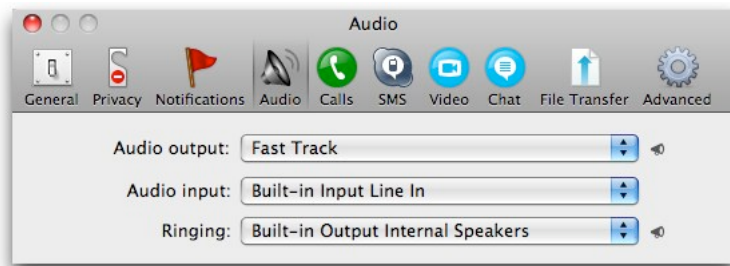 Audio
General Privacy Notifications Audio Calls SMS Video Chat File Transfer Advanced
Audio output: Fast Track
Audio input: Built-in Input Line In
Ringing: Built-in Output Internal Speakers